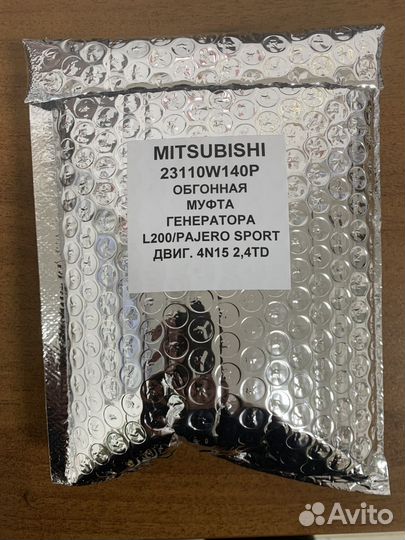 MITSUBISHI
23110W140P
ОБГОННАЯ
МУФТА
ГЕНЕРАТОРА
L200/PAJERO SPORT
ДВИГ. 4N15 2,4TD
Avito